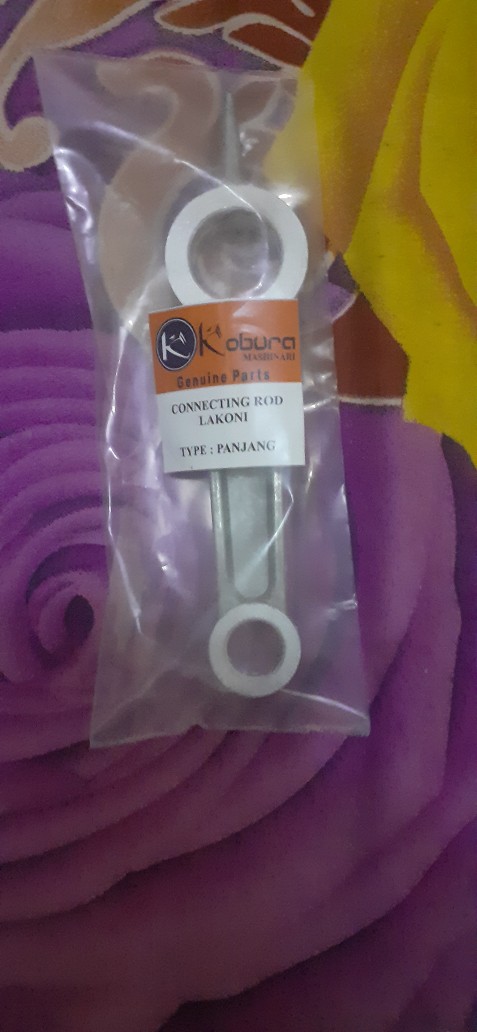 K Kobura
MASHINARI
Genuine Parts
CONNECTING ROD
LAKONI
TYPE : PANJANG